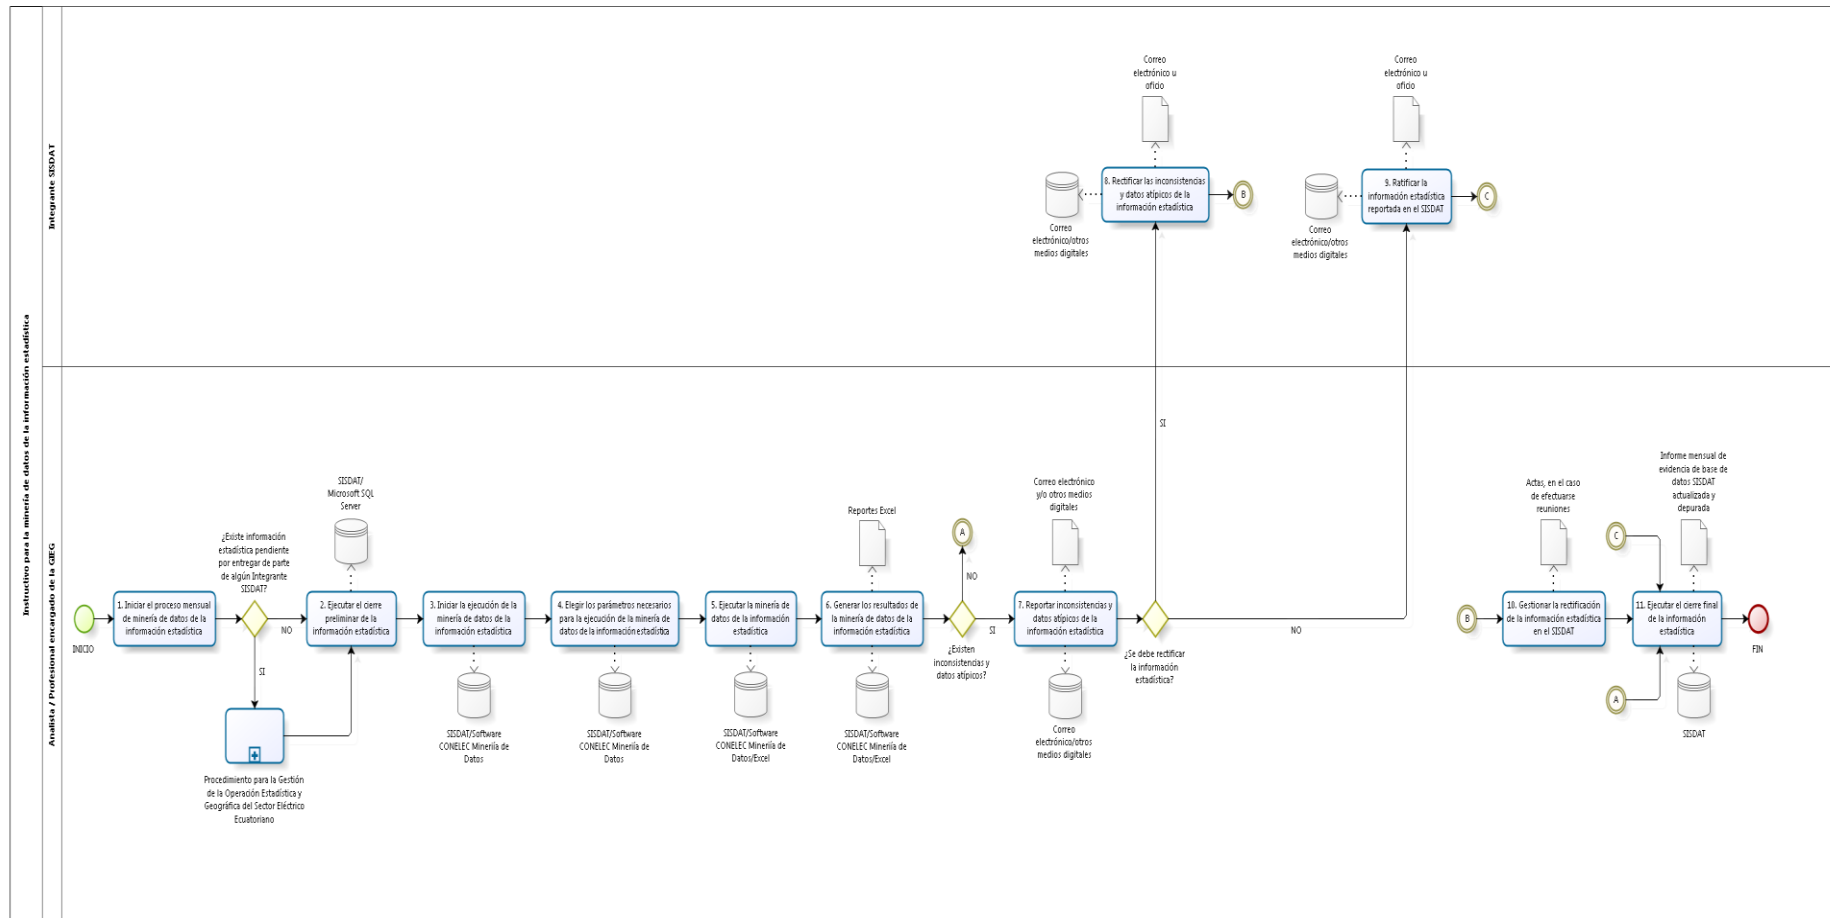 Instructivo para la minería de datos de la información estadística
Integrante SISDAT
Correo
electrónico u
oficio
8. Rectificar las inconsistencias
y datos atípicos de la
información estadística
B
Correo
electrónico/otros
medios digitales
Correo
electrónico u
oficio
9. Ratificar la
información estadística
reportada en el SISDAT
C
Correo
electrónico/otros
medios digitales
Analista / Profesional encargado de la GIEG
INICIO
1. Iniciar el proceso mensual
de minería de datos de la
información estadística
¿Existe información
estadística pendiente
por entregar de parte
de algún Integrante
SISDAT?
NO
SI
Procedimiento para la Gestión
de la Operación Estadística y
Geográfica del Sector Eléctrico
Ecuatoriano
SISDAT/
Microsoft SQL
Server
2. Ejecutar el cierre
preliminar de la
información estadística
3. Iniciar la ejecución de la
minería de datos de la
información estadística
SISDAT/Software
CONELEC Mineriía de
Datos
4. Elegir los parámetros necesarios
para la ejecución de la minería de
datos de la información estadística
SISDAT/Software
CONELEC Mineriía de
Datos
5. Ejecutar la minería de
datos de la información
estadística
SISDAT/Software
CONELEC Mineriía de
Datos/Excel
Reportes Excel
6. Generar los resultados de
la minería de datos de la
información estadística
SISDAT/Software
CONELEC Mineriía de
Datos/Excel
A
NO
SI
¿Existen
inconsistencias y
datos atípicos?
Correo electrónico
y/o otros medios
digitales
7. Reportar inconsistencias y
datos atípicos de la
información estadística
Correo
electrónico/otros
medios digitales
SI
¿Se debe rectificar
la información
estadística?
NO
B
Actas, en el caso
de efectuarse
reuniones
10. Gestionar la rectificación
de la información estadística
en el SISDAT
C
A
Informe mensual de
evidencia de base de
datos SISDAT
actualizada y
depurada
11. Ejecutar el cierre final
de la información
estadística
SISDAT
FIN